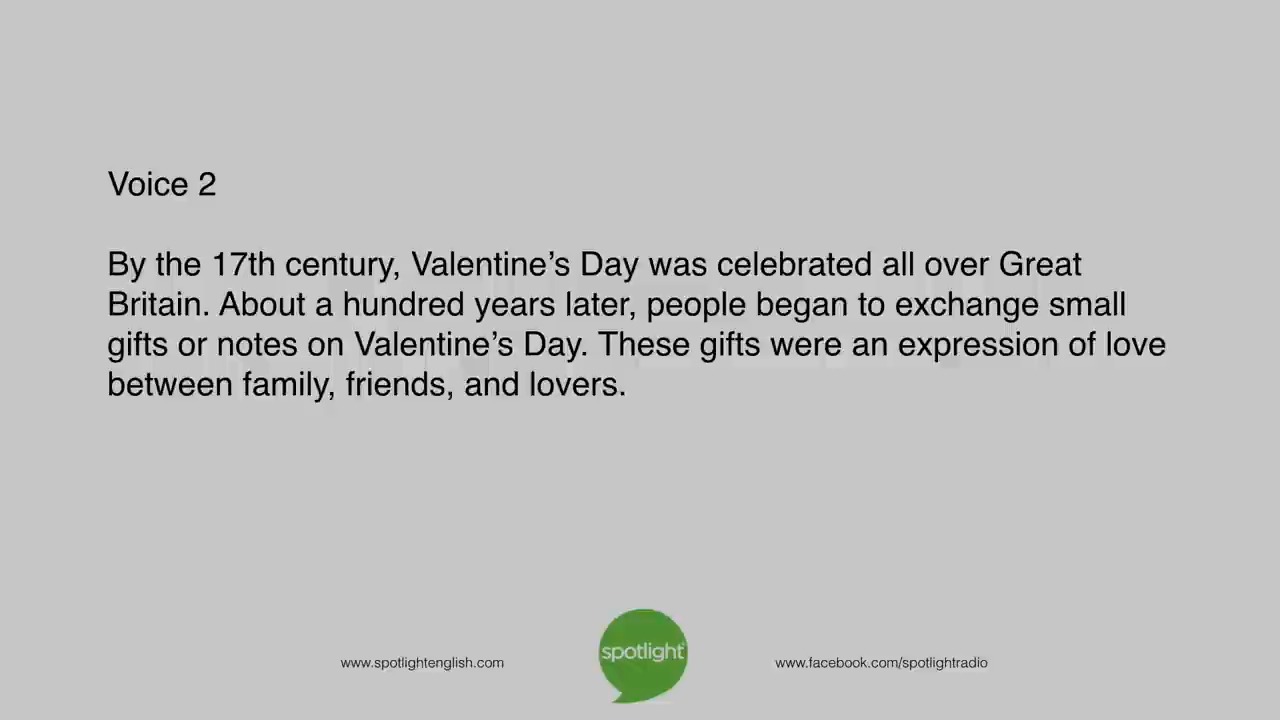 Voice 2
By the 17th century, Valentine’s Day was celebrated all over Great
Britain. About a hundred years later, people began to exchange small
gifts or notes on Valentine’s Day. These gifts were an expression of love
between family, friends, and lovers.
www.spotlightenglish.com
spotlight
www.facebook.com/spotlightradio